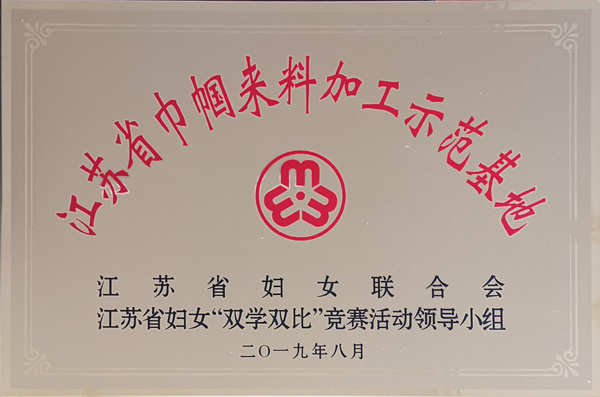 江苏省巾帼来料加工示范基地
江苏省妇女联合会
江苏省妇女“双学双比”竞赛活动领导小组
二〇一九年八月